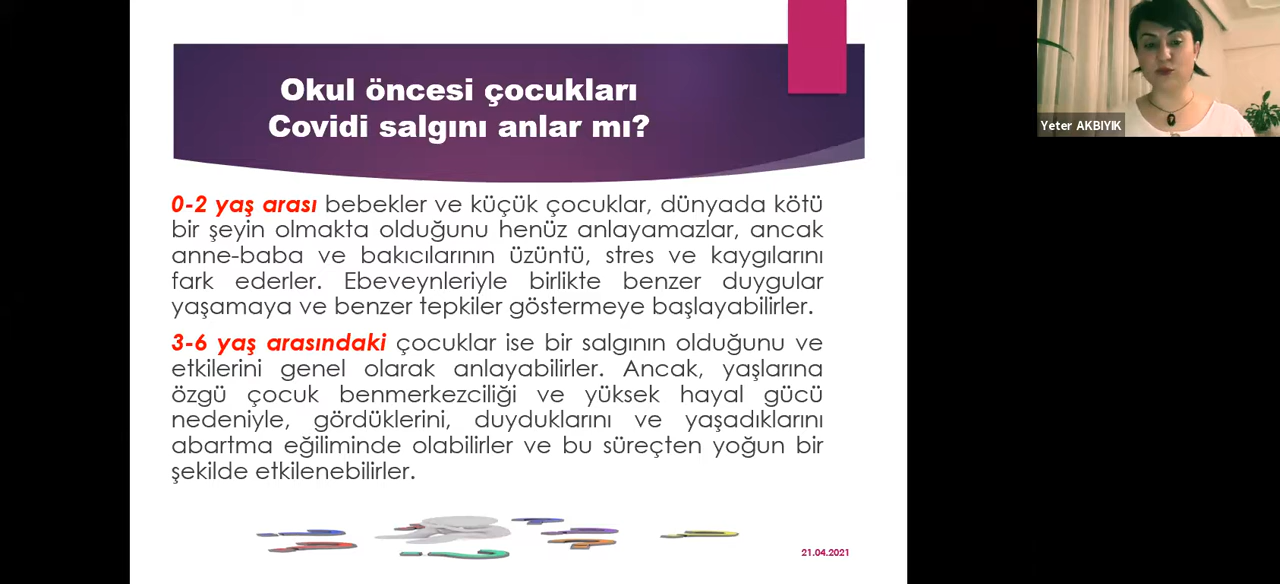 Okul öncesi çocukları
Covidi salgını anlar mı?
0-2 yaş arası bebekler ve küçük çocuklar, dünyada kötü
bir şeyin olmakta olduğunu henüz anlayamazlar, ancak
anne-baba ve bakıcılarının üzüntü, stres ve kaygılarını
fark ederler. Ebeveynleriyle birlikte benzer duygular
yaşamaya ve benzer tepkiler göstermeye başlayabilirler.
3-6 yaş arasındaki çocuklar ise bir salgının olduğunu ve
etkilerini genel olarak anlayabilirler. Ancak, yaşlarına
özgü çocuk benmerkezciliği ve yüksek hayal gücü
nedeniyle, gördüklerini, duyduklarını ve yaşadıklarını
abartma eğiliminde olabilirler ve bu süreçten yoğun bir
şekilde etkilenebilirler.
21.04.2021
Yeter AKBIYIK